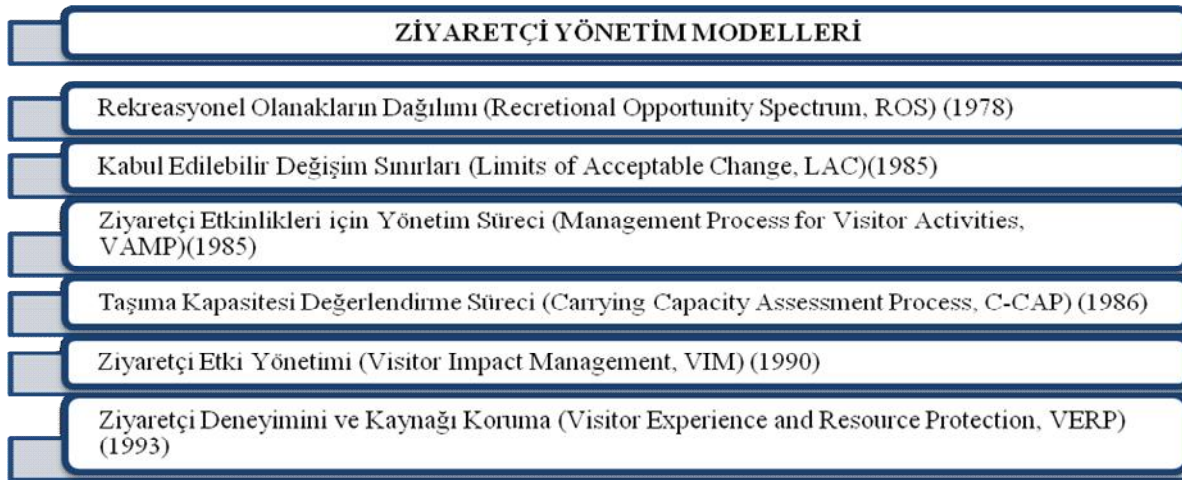 ZİYARETÇİ YÖNETİM MODELLERİ
Rekreasyonel Olanakların Dağılımı (Recretional Opportunity Spectrum, ROS) (1978)
Kabul Edilebilir Değişim Sınırları (Limits of Acceptable Change, LAC)(1985)
Ziyaretçi Etkinlikleri için Yönetim Süreci (Management Process for Visitor Activities,
VAMP)(1985)
Taşıma Kapasitesi Değerlendirme Süreci (Carrying Capacity Assessment Process, C-CAP) (1986)
Ziyaretçi Etki Yönetimi (Visitor Impact Management, VIM) (1990)
Ziyaretçi Deneyimini ve Kaynağı Koruma (Visitor Experience and Resource Protection, VERP)
(1993)